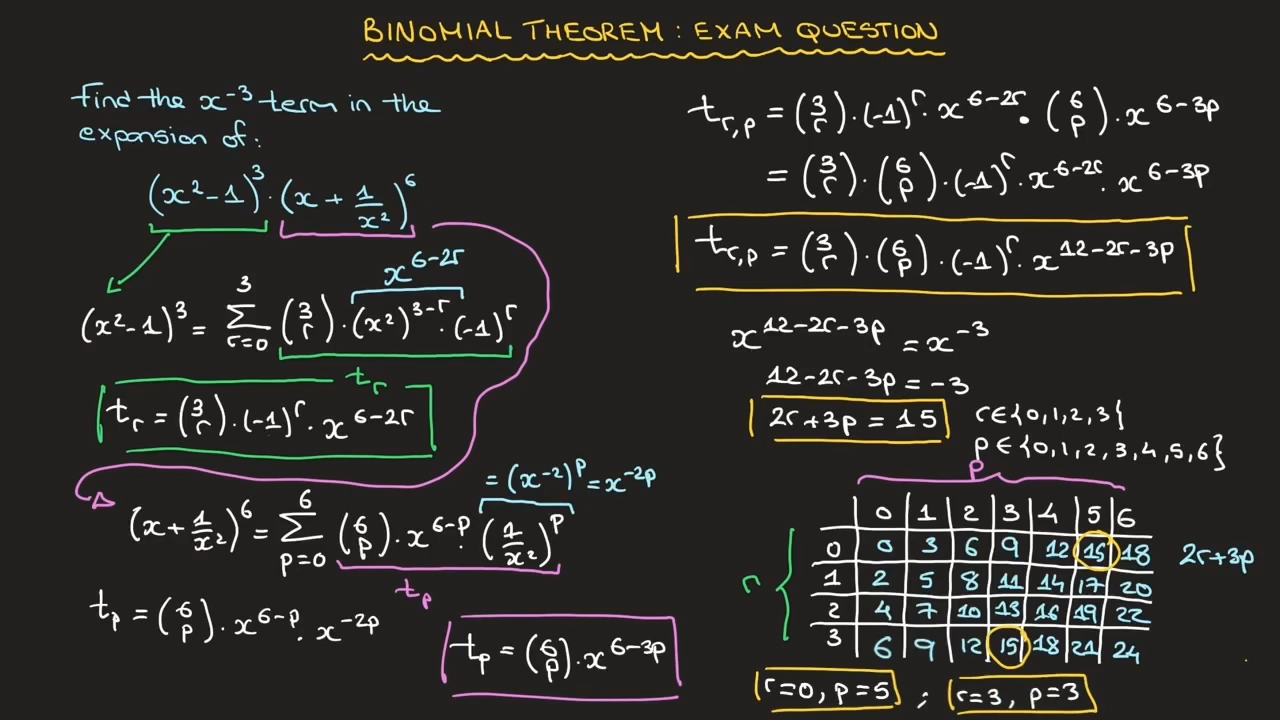 BINOMIAL THEOREM : EXAM QUESTION
Find the x⁻³ term in the
expansion of:
(x² - 1)³ · (x + 1/x²)⁶
x^(6-2r)
(x² - 1)³ = Σ_{r=0}^{3} (3 r) · (x²)^(3-r) · (-1)^r
t_r
t_r = (3 r) · (-1)^r · x^(6-2r)
= (x-2)^p = x^(-2p)
(x + 1/x²)⁶ = Σ_{p=0}^{6} (6 p) · x^(6-p) · (1/x²)^p
t_p
t_p = (6 p) · x^(6-p) · x^(-2p)
t_p = (6 p) · x^(6-3p)
t_{r,p} = (3 r) · (-1)^r · x^(6-2r) · (6 p) · x^(6-3p)
= (3 r) · (6 p) · (-1)^r · x^(6-2r) · x^(6-3p)
t_{r,p} = (3 r) · (6 p) · (-1)^r · x^(12-2r-3p)
x^(12-2r-3p) = x^(-3)
12-2r-3p = -3
2r+3p = 15
r∈{0,1,2,3}
p∈{0,1,2,3,4,5,6}
p
0 1 2 3 4 5 6
0 0 3 6 9 12 15 18 2r+3p
r
1 2 5 8 11 14 17 20
2 4 7 10 13 16 19 22
3 6 9 12 15 18 21 24
r=0, p=5 ; r=3, p=3